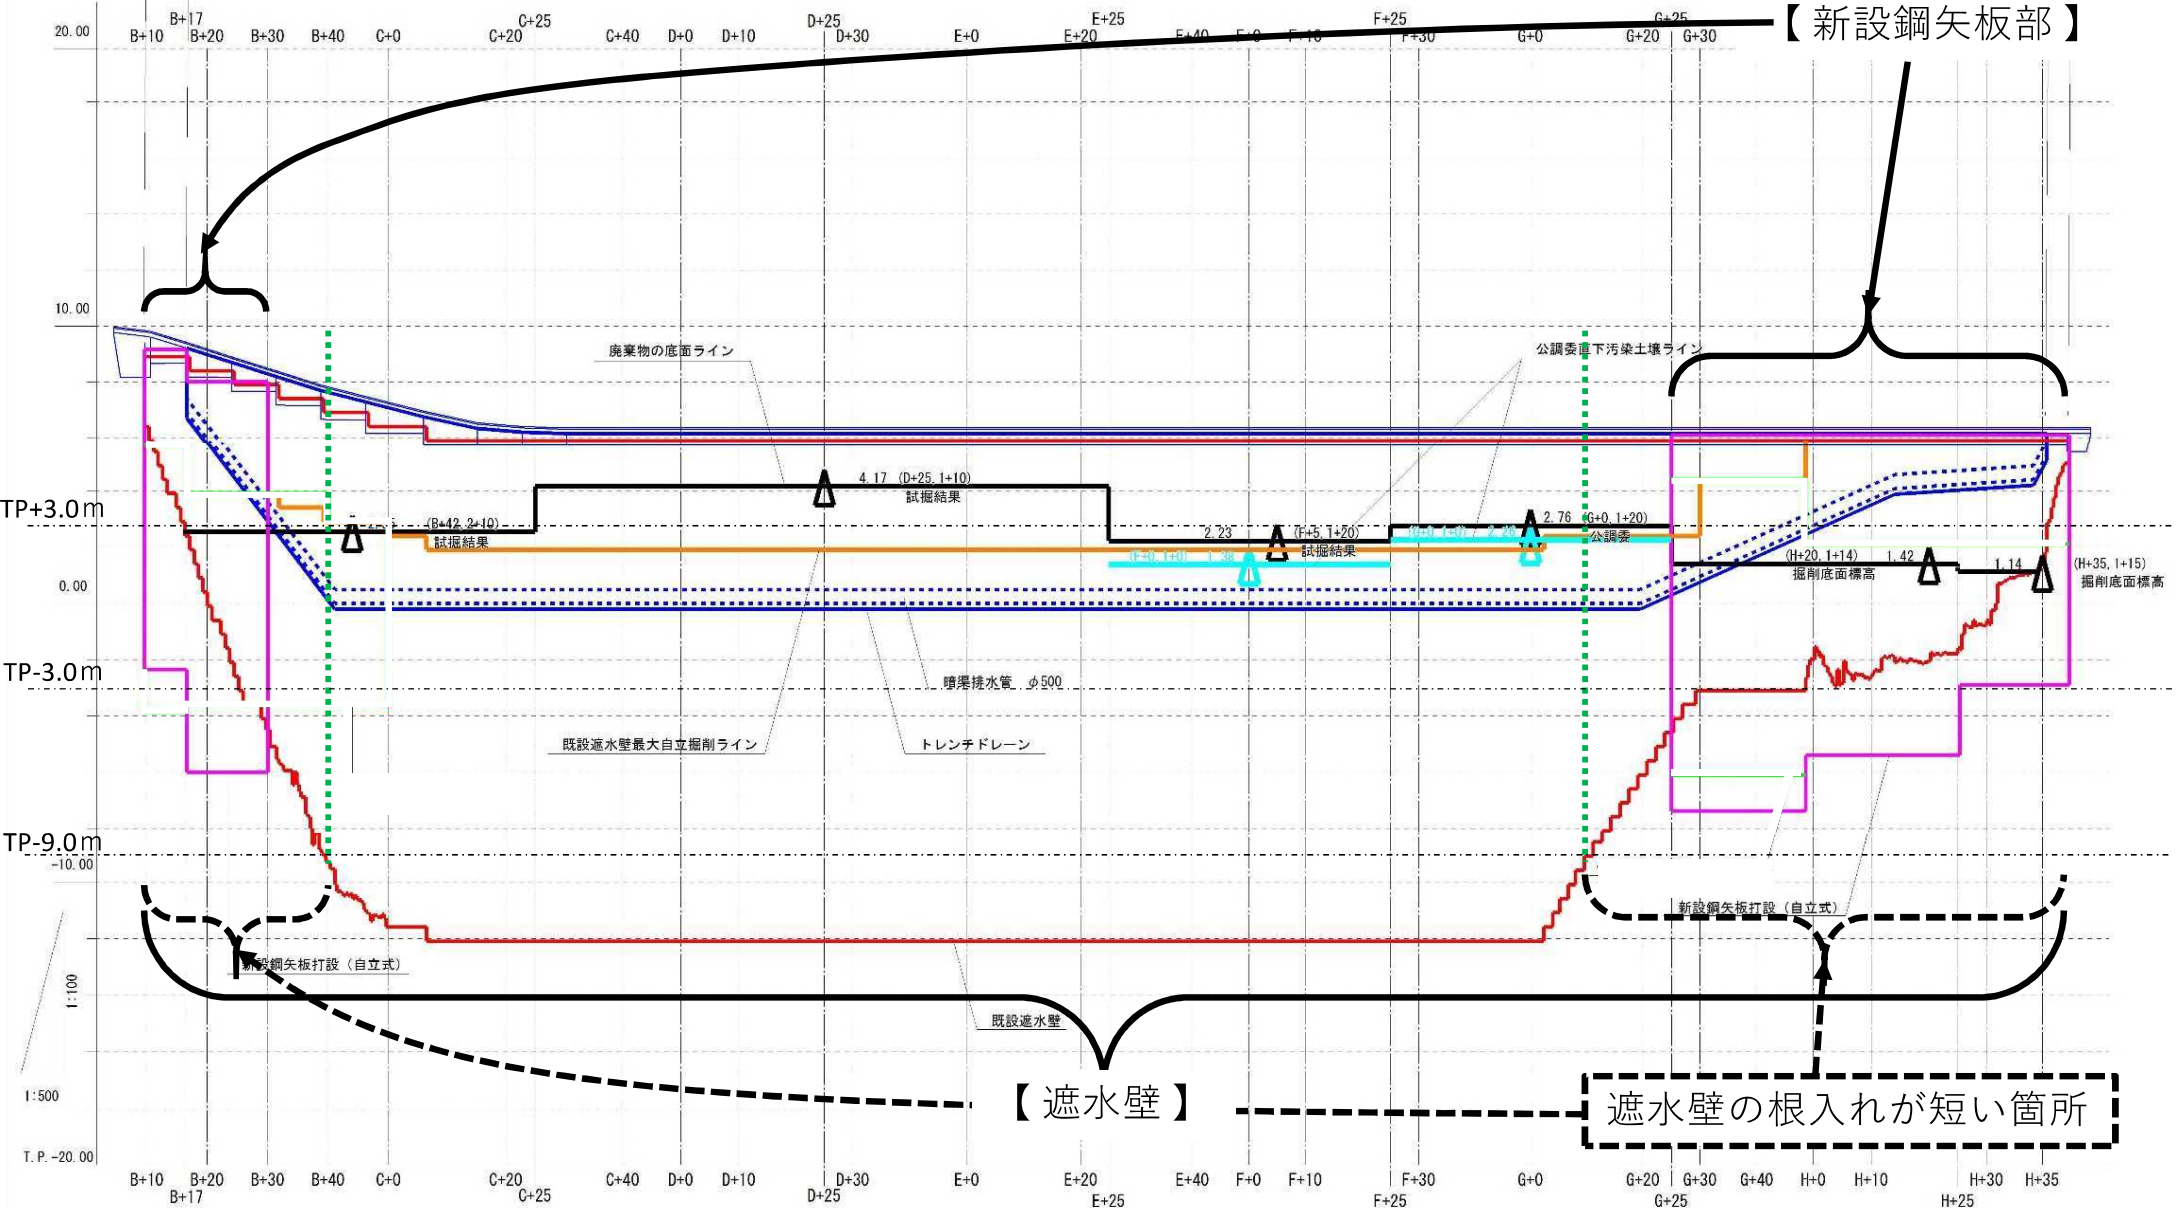 【 新設鋼矢板部 】
B+17 C+25 D+25 E+25 F+25 G+25
B+10 B+20 B+30 B+40 C+0 C+20 C+40 D+0 D+10 D+30 E+0 E+20 E+40 F+0 F+10 F+30 G+0 G+20 G+30
20.00
10.00
廃棄物の底面ライン
公調委直下汚染土壌ライン
4.17 (D+25,1+10)
試掘結果
TP+3.0m
(B+42,2+10)
試掘結果
2.23
(F+5,1+20)
試掘結果
2.76 (G+0,1+20)
公調委
(F+0,1+0) 1.38
(H+20,1+14) 1.42
掘削底面標高
1.14
(H+35,1+15)
掘削底面標高
0.00
TP-3.0m
暗渠排水管 φ500
既設遮水壁最大自立掘削ライン
トレンチドレーン
TP-9.0m
-10.00
新設鋼矢板打設（自立式）
新設鋼矢板打設（自立式）
1:100
既設遮水壁
1:500
【 遮水壁 】
遮水壁の根入れが短い箇所
T.P.-20.00
B+10 B+20 B+30 B+40 C+0 C+20 C+40 D+0 D+10 D+30 E+0 E+20 E+40 F+0 F+10 F+30 G+0 G+20 G+30 G+40 H+0 H+10 H+30 H+35
B+17 C+25 D+25 E+25 F+25 G+25 H+25